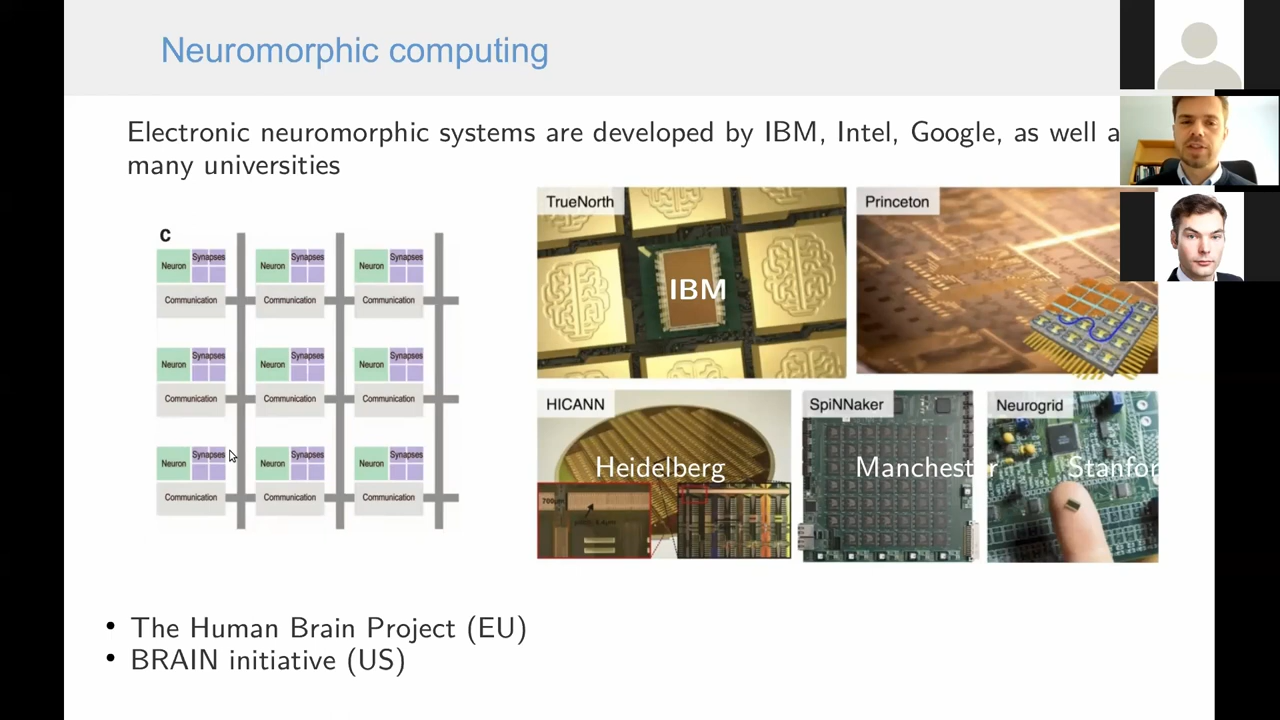 Neuromorphic computing
Electronic neuromorphic systems are developed by IBM, Intel, Google, as well a
many universities
C
Neuron Synapses Neuron Synapses Neuron Synapses
Communication Communication Communication
Neuron Synapses Neuron Synapses Neuron Synapses
Communication Communication Communication
Neuron Synapses Neuron Synapses Neuron Synapses
Communication Communication Communication
TrueNorth
IBM
Princeton
HICANN
Heidelberg
SpiNNaker
Manchester
Neurogrid
Stanfor
• The Human Brain Project (EU)
• BRAIN initiative (US)